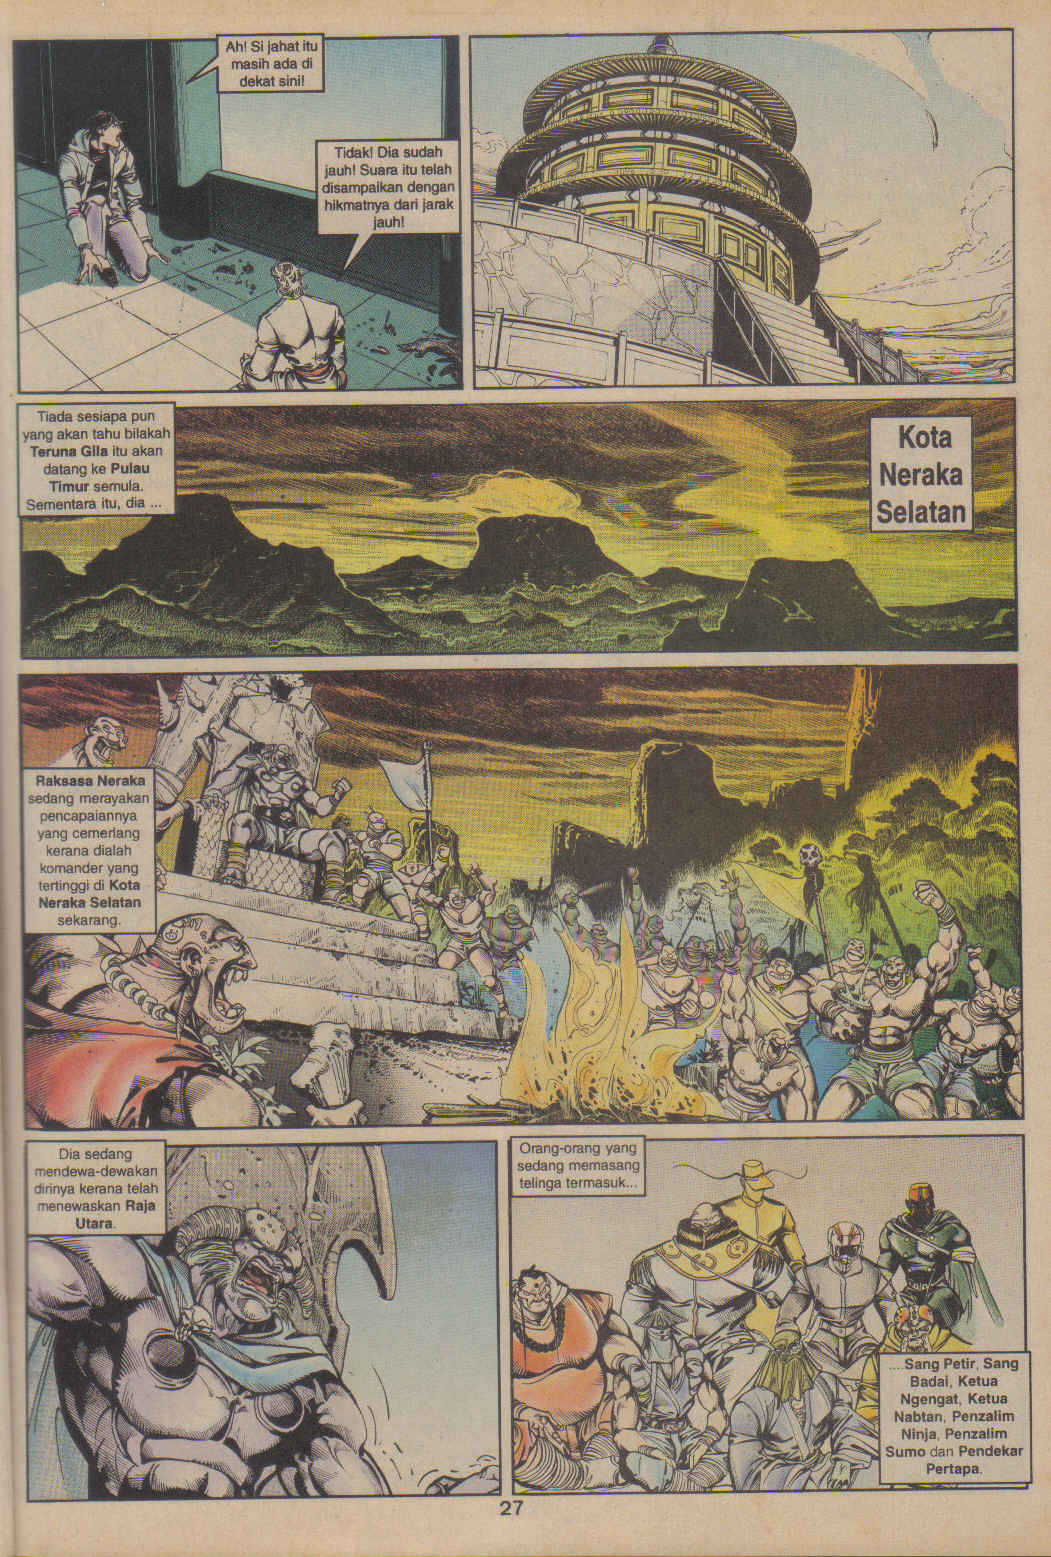 Ah! Si jahat itu
masih ada di
dekat sini!
Tidak! Dia sudah
jauh! Suara itu telah
disampaikan dengan
hikmatnya dari jarak
jauh!
Tiada sesiapa pun
yang akan tahu bilakah
Teruna Gila itu akan
datang ke Pulau
Timur semula.
Sementara itu, dia ...
Kota
Neraka
Selatan
Raksasa Neraka
sedang merayakan
pencapaiannya
yang cemerlang
kerana dialah
komander yang
tertinggi di Kota
Neraka Selatan
sekarang.
Dia sedang
mendewa-dewakan
dirinya kerana telah
menewaskan Raja
Utara.
Orang-orang yang
sedang memasang
telinga termasuk...
....Sang Petir, Sang
Badai, Ketua
Ngengat, Ketua
Nabtan, Penzalim
Ninja, Penzalim
Sumo dan Pendekar
Pertapa.
27